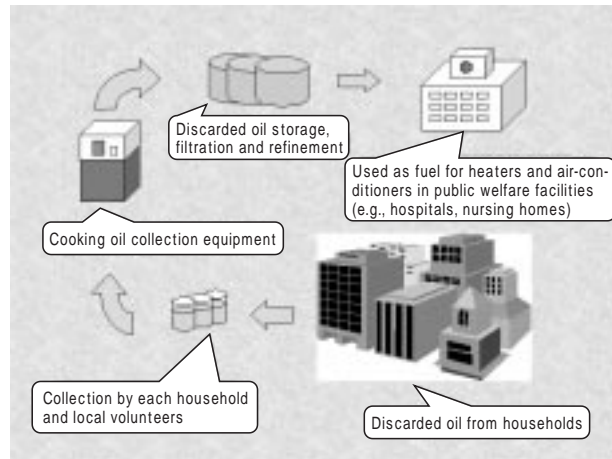 Discarded oil storage,
filtration and refinement
Used as fuel for heaters and air-con-
ditioners in public welfare facilities
(e.g., hospitals, nursing homes)
Cooking oil collection equipment
Collection by each household
and local volunteers
Discarded oil from households